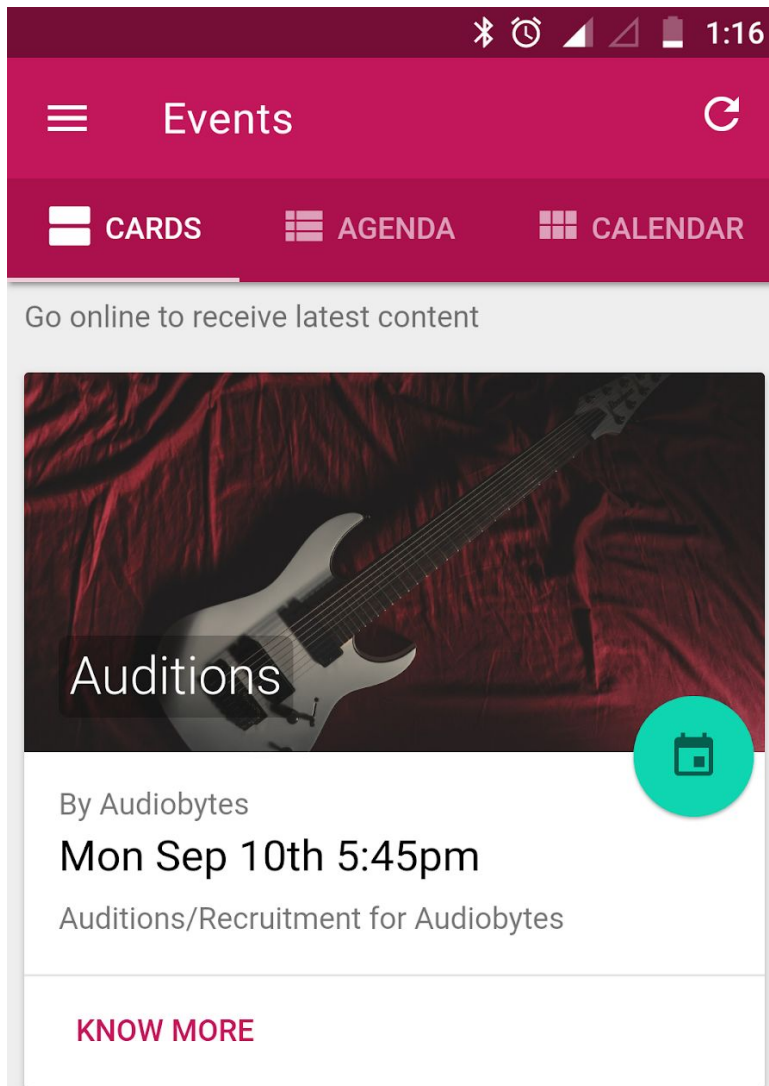 1:16
Events
CARDS
AGENDA
CALENDAR
Go online to receive latest content
Auditions
By Audiobytes
Mon Sep 10th 5:45pm
Auditions/Recruitment for Audiobytes
KNOW MORE